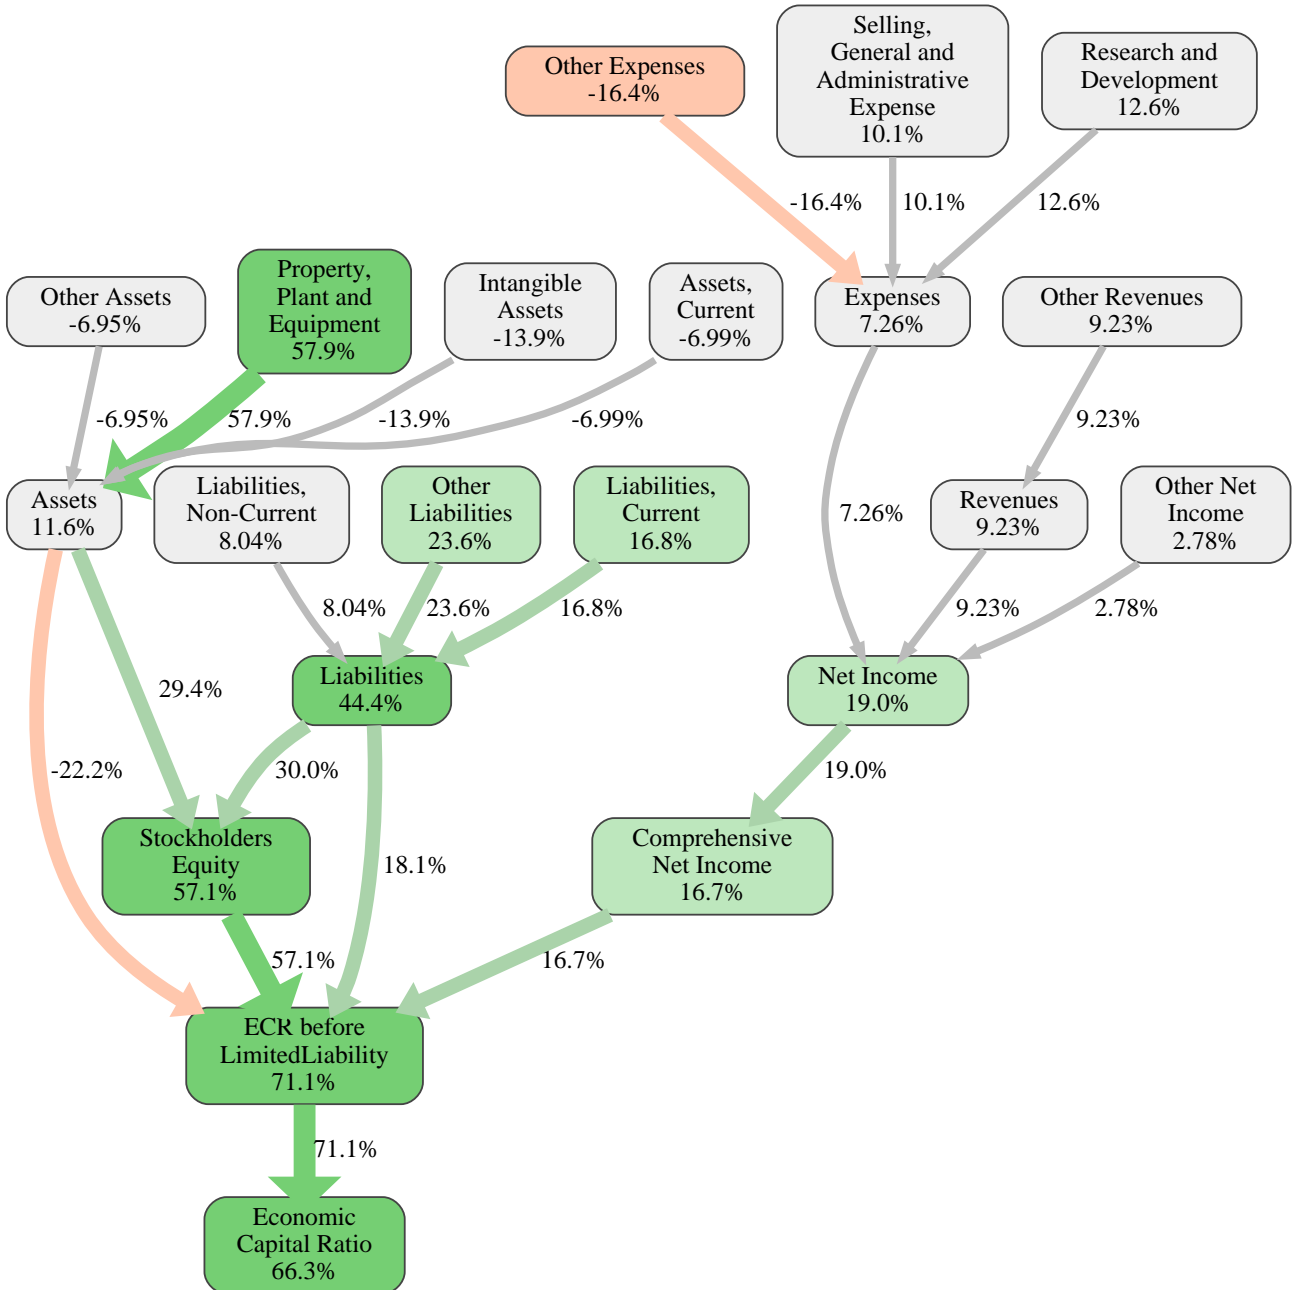 Other Expenses
-16.4%
Selling,
General and
Administrative
Expense
10.1%
Research and
Development
12.6%
-16.4%
10.1%
12.6%
Other Assets
-6.95%
Property,
Plant and
Equipment
57.9%
Intangible
Assets
-13.9%
Assets,
Current
-6.99%
Expenses
7.26%
Other Revenues
9.23%
-6.95%
57.9%
-13.9%
-6.99%
9.23%
Assets
11.6%
Liabilities,
Non-Current
8.04%
Other
Liabilities
23.6%
Liabilities,
Current
16.8%
7.26%
Revenues
9.23%
Other Net
Income
2.78%
8.04%
23.6%
16.8%
9.23%
2.78%
29.4%
Liabilities
44.4%
Net Income
19.0%
-22.2%
30.0%
19.0%
Stockholders
Equity
57.1%
18.1%
Comprehensive
Net Income
16.7%
57.1%
16.7%
ECR before
LimitedLiability
71.1%
71.1%
Economic
Capital Ratio
66.3%